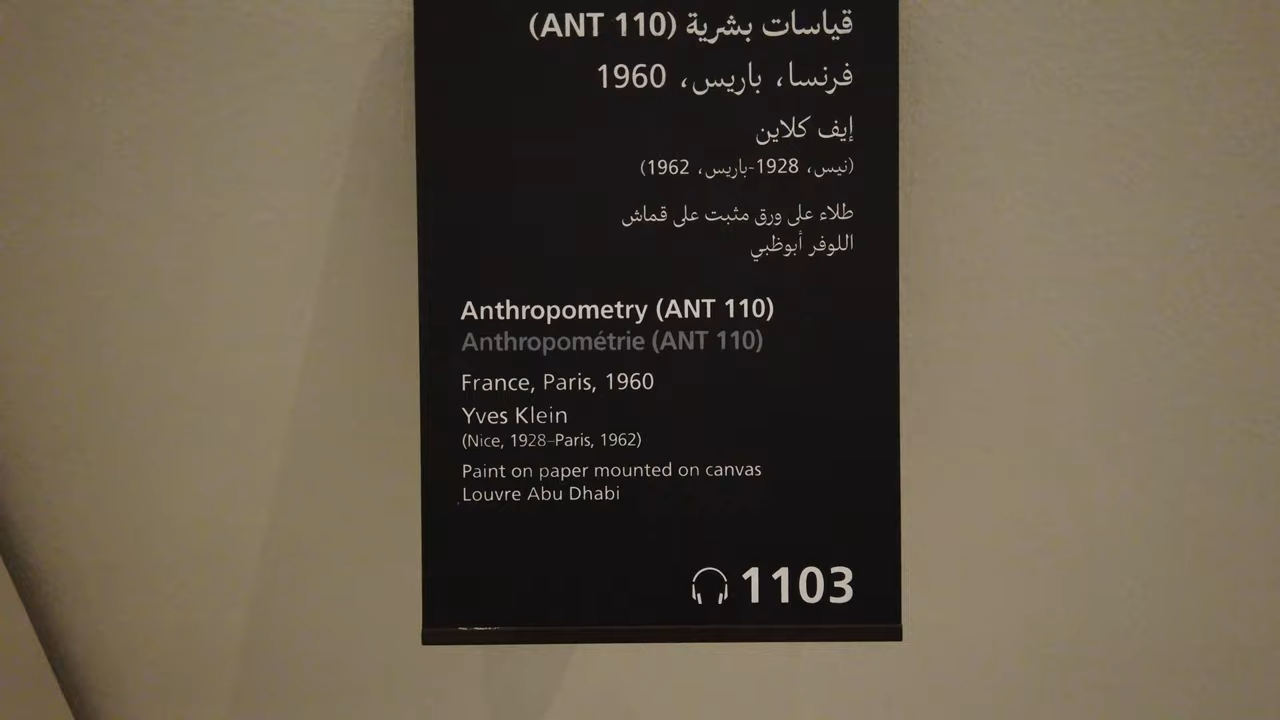 قياسات بشرية (ANT 110)
فرنسا، باريس، 1960
إيف كلاين
(نيس، 1928-باريس، 1962)
طلاء على ورق مثبت على قماش
اللوفر أبوظبي
Anthropometry (ANT 110)
Anthropométrie (ANT 110)
France, Paris, 1960
Yves Klein
(Nice, 1928–Paris, 1962)
Paint on paper mounted on canvas
Louvre Abu Dhabi
1103